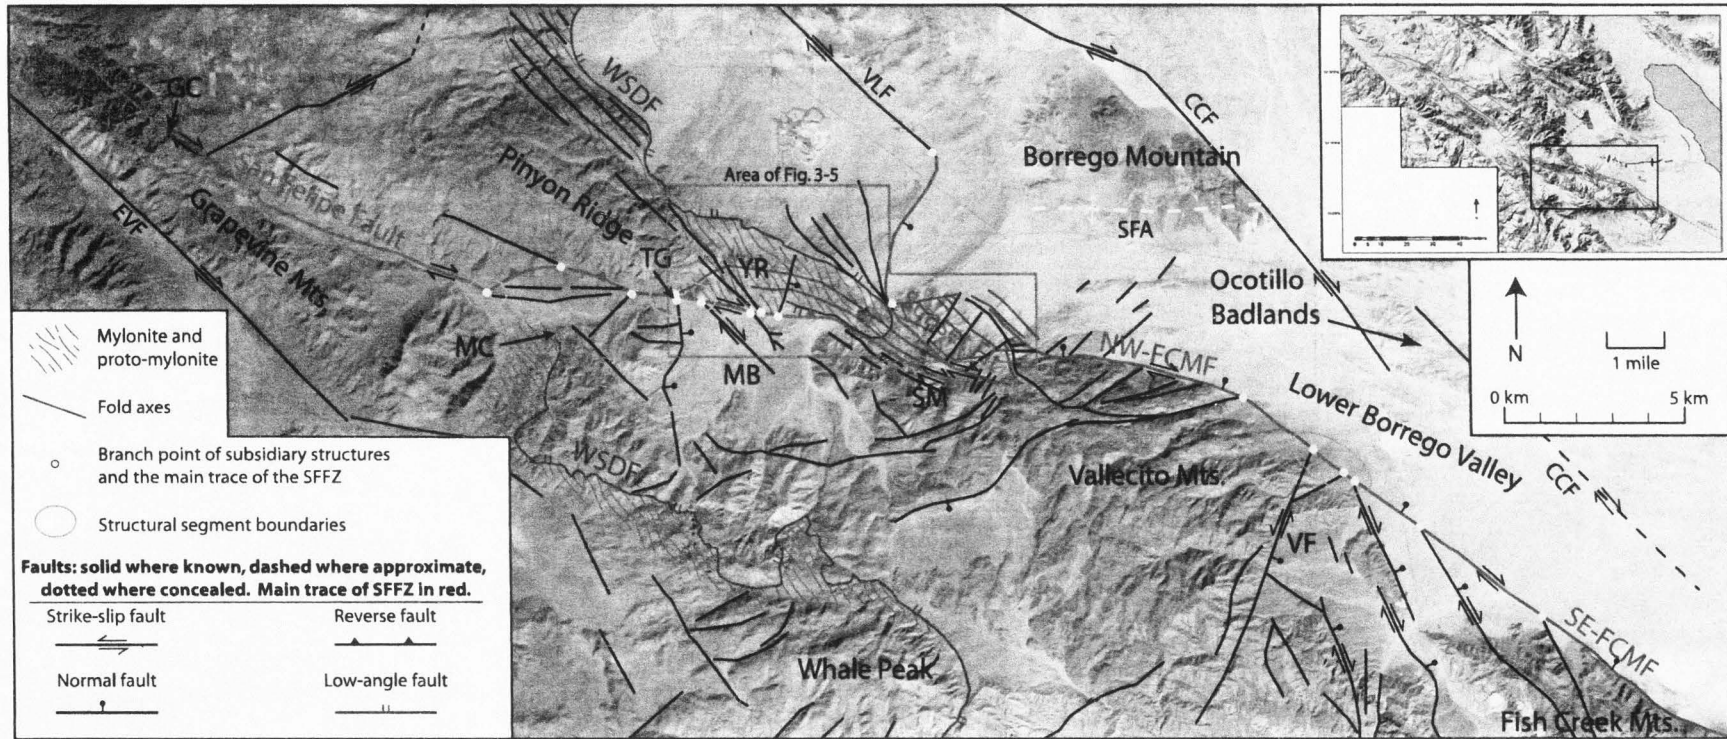 GC
WSDF
VLF
CCF
Borrego Mountain
Pinyon Ridge
Area of Fig. 3-5
San Felipe Fault
EVF
Grapevine Mts.
SFA
TG
YR
Ocotillo
Badlands
N
1 mile
0 km
5 km
MC
MB
SM
NW-FCMF
Lower Borrego Valley
CCF
WSDF
Vallecito Mts.
VF
SE-FCMF
Whale Peak
Fish Creek Mts.
Mylonite and
proto-mylonite
Fold axes
Branch point of subsidiary structures
and the main trace of the SFFZ
Structural segment boundaries
Faults: solid where known, dashed where approximate,
dotted where concealed. Main trace of SFFZ in red.
Strike-slip fault
Reverse fault
Normal fault
Low-angle fault